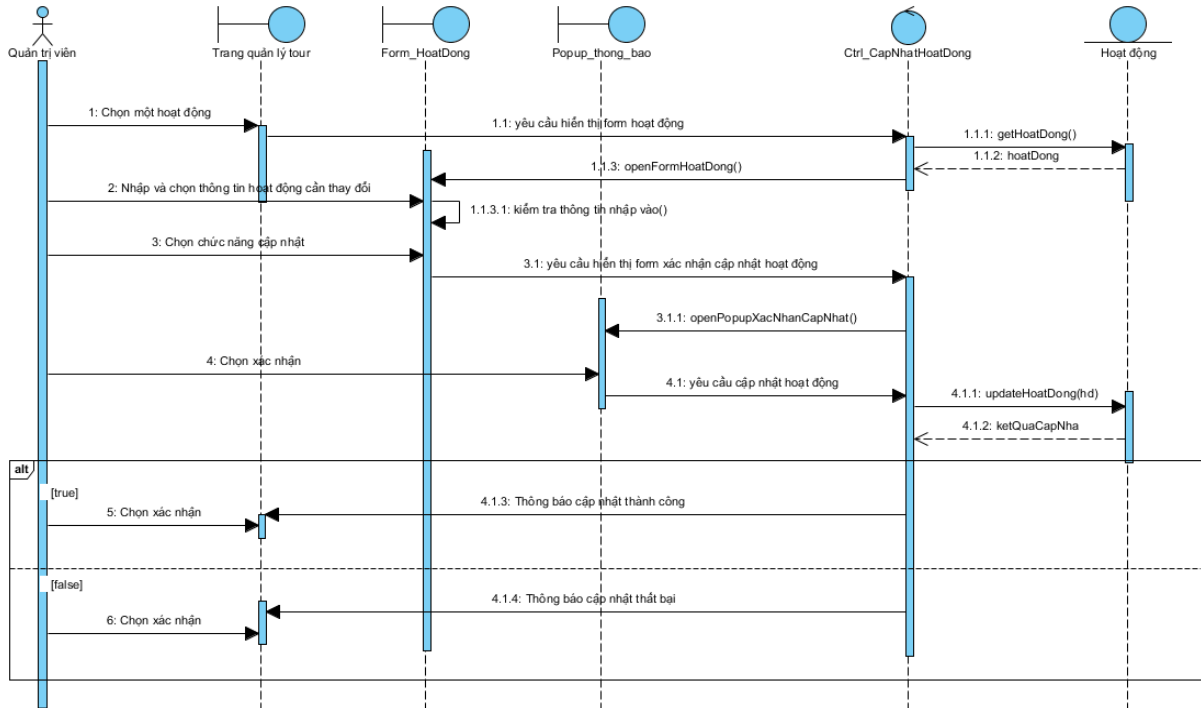 Quản trị viên
Trang quản lý tour
Form_HoatDong
Popup_thong_bao
Ctrl_CapNhatHoatDong
Hoạt động
1: Chọn một hoạt động
1.1: yêu cầu hiển thị form hoạt động
1.1.1: getHoatDong()
1.1.2: hoatDong
1.1.3: openFormHoatDong()
2: Nhập và chọn thông tin hoạt động cần thay đổi
1.1.3.1: kiểm tra thông tin nhập vào()
3: Chọn chức năng cập nhật
3.1: yêu cầu hiển thị form xác nhận cập nhật hoạt động
3.1.1: openPopupXacNhanCapNhat()
4: Chọn xác nhận
4.1: yêu cầu cập nhật hoạt động
4.1.1: updateHoatDong(hd)
4.1.2: ketQuaCapNha
alt
[true]
4.1.3: Thông báo cập nhật thành công
5: Chọn xác nhận
[false]
4.1.4: Thông báo cập nhật thất bại
6: Chọn xác nhận